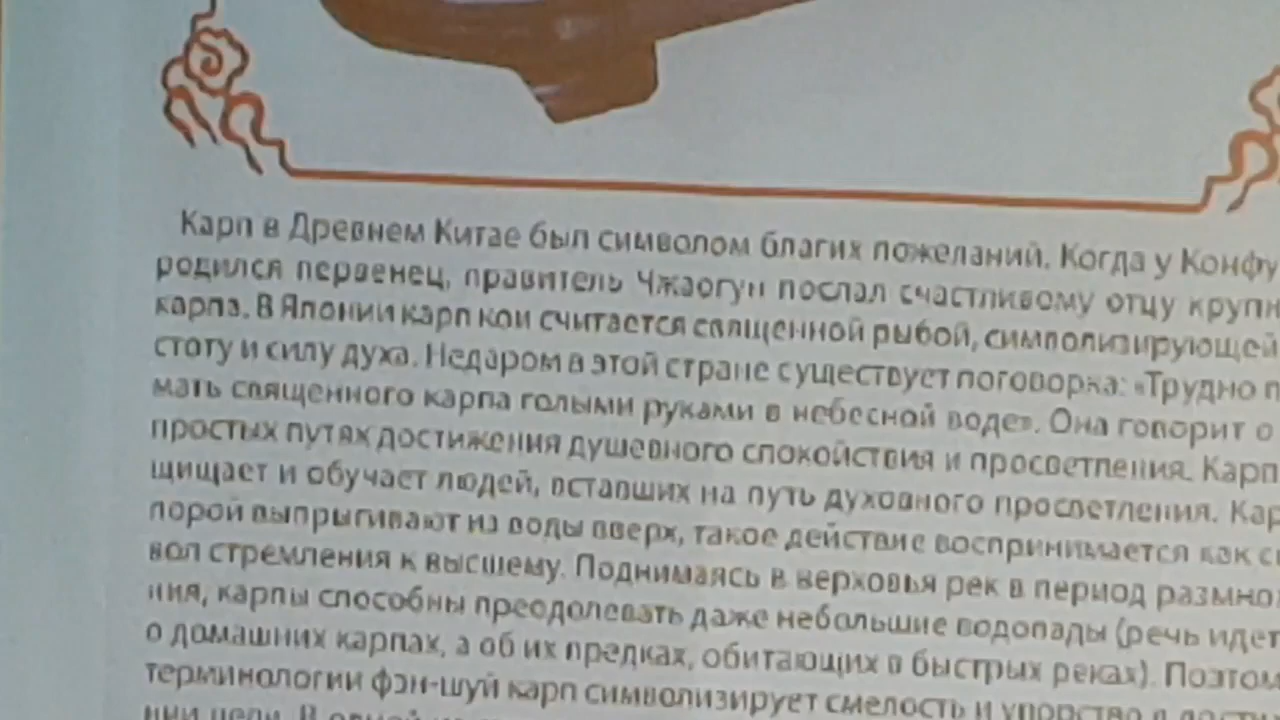 Карп в Древнем Китае был символом благих пожеланий. Когда у Конфу
родился первенец, правитель Чжаогун послал счастливому отцу крупн
карпа. В Японии карп кои считается священной рыбой, символизирующей
стоту и силу духа. Недаром в этой стране существует поговорка: «Трудно п
мать священного карпа голыми руками в небесной воде». Она говорит о
простых путях достижения душевного спокойствия и просветления. Карп
щищает и обучает людей, вставших на путь духовного просветления. Кар
порой выпрыгивают из воды вверх, такое действие воспринимается как с
вол стремления к высшему. Поднимаясь в верховья рек в период размно
ния, карпы способны преодолевать даже небольшие водопады (речь идет
о домашних карпах, а об их предках, обитающих в быстрых реках). Поэтом
терминологии фэн-шуй карп символизирует смелость и упорство в